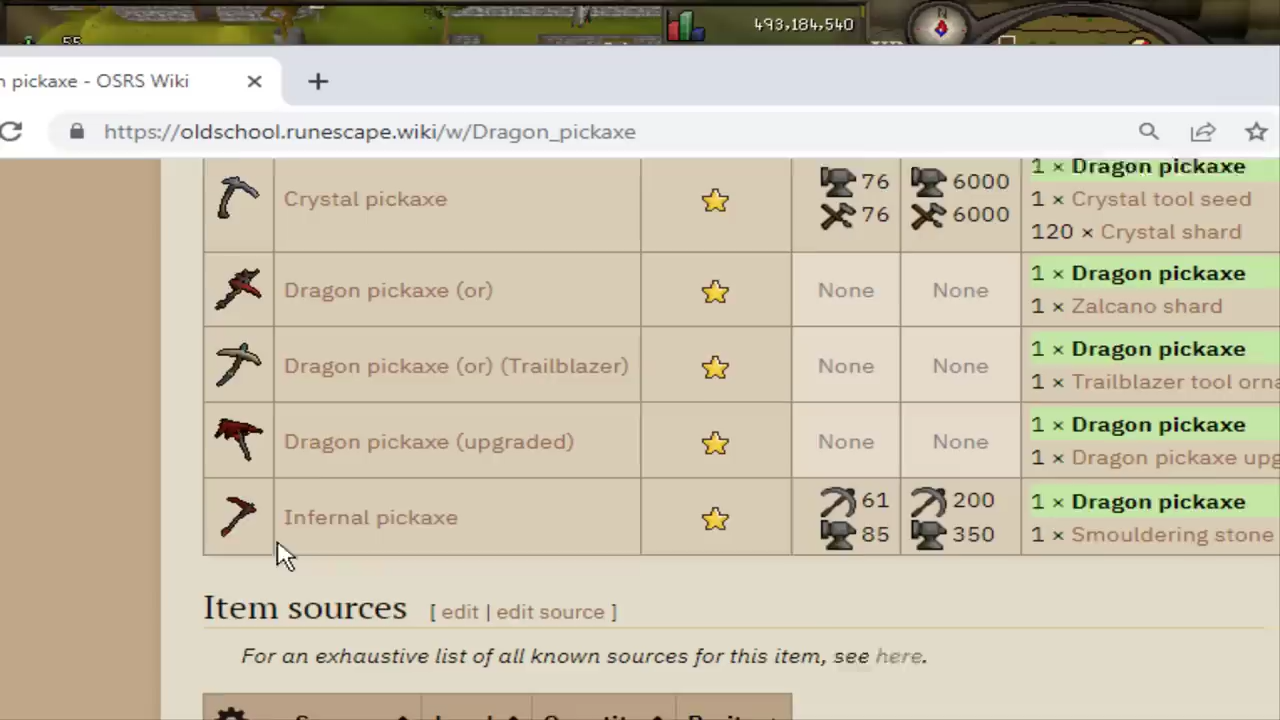 55
493,184,540
N
n pickaxe - OSRS Wiki
https://oldschool.runescape.wiki/w/Dragon_pickaxe
Crystal pickaxe 76 6000 1 × Dragon pickaxe
76 6000 1 × Crystal tool seed
120 × Crystal shard
Dragon pickaxe (or) None None 1 × Dragon pickaxe
1 × Zalcano shard
Dragon pickaxe (or) (Trailblazer) None None 1 × Dragon pickaxe
1 × Trailblazer tool orna
Dragon pickaxe (upgraded) None None 1 × Dragon pickaxe
1 × Dragon pickaxe upg
Infernal pickaxe 61 200 1 × Dragon pickaxe
85 350 1 × Smouldering stone
Item sources [ edit | edit source ]
For an exhaustive list of all known sources for this item, see here.